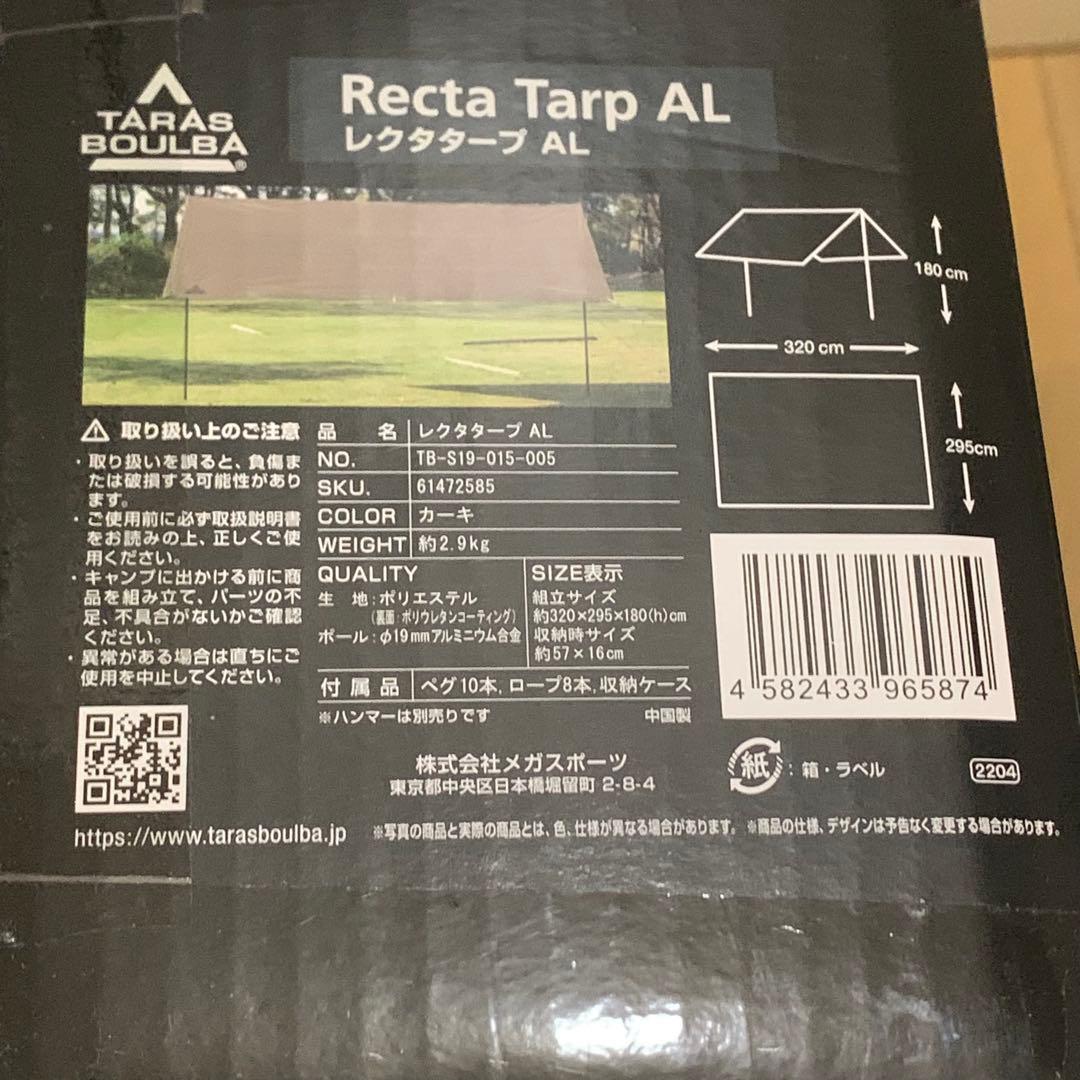 TARAS
BOULBA
®
Recta Tarp AL
レクタタープ AL
180 cm
320 cm
295cm
取り扱い上のご注意
・取り扱いを誤ると、負傷ま
たは破損する可能性があり
ます。
・ご使用前に必ず取扱説明書
をお読みの上、正しくご使
用ください。
・キャンプに出かける前に商
品を組み立て、パーツの不
足、不具合がないかご確認
ください。
・異常がある場合は直ちにご
使用を中止してください。
品 名 レクタタープ AL
NO. TB-S19-015-005
SKU. 61472585
COLOR カーキ
WEIGHT 約2.9kg
QUALITY
生 地:ポリエステル
(裏面:ポリウレタンコーティング)
ポール:φ19mmアルミニウム合金
SIZE表示
組立サイズ
約320×295×180(h)cm
収納時サイズ
約57×16cm
付属品 ペグ10本,ロープ8本,収納ケース
※ハンマーは別売りです 中国製
4 582433 965874
株式会社メガスポーツ
東京都中央区日本橋堀留町 2-8-4
紙:箱・ラベル
2204
https://www.tarasboulba.jp
※写真の商品と実際の商品とは、色、仕様が異なる場合があります。 ※商品の仕様、デザインは予告なく変更する場合があります。